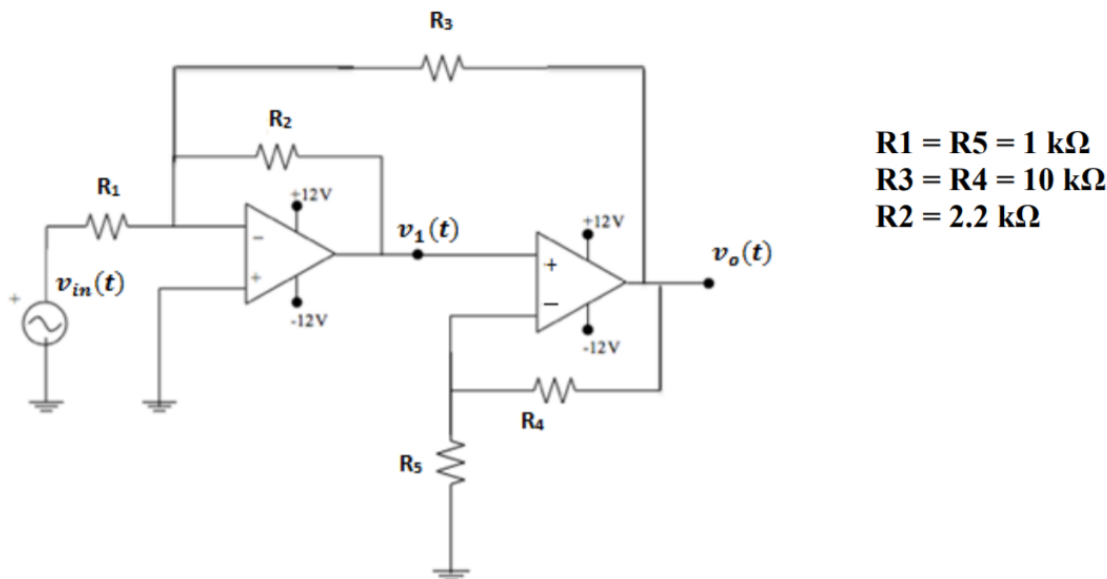 R3
R2
R1
+12V
v1(t)
+12V
vo(t)
+
−
vin(t)
−
+
+
−
-12V
-12V
R4
R5
R1 = R5 = 1 kΩ
R3 = R4 = 10 kΩ
R2 = 2.2 kΩ